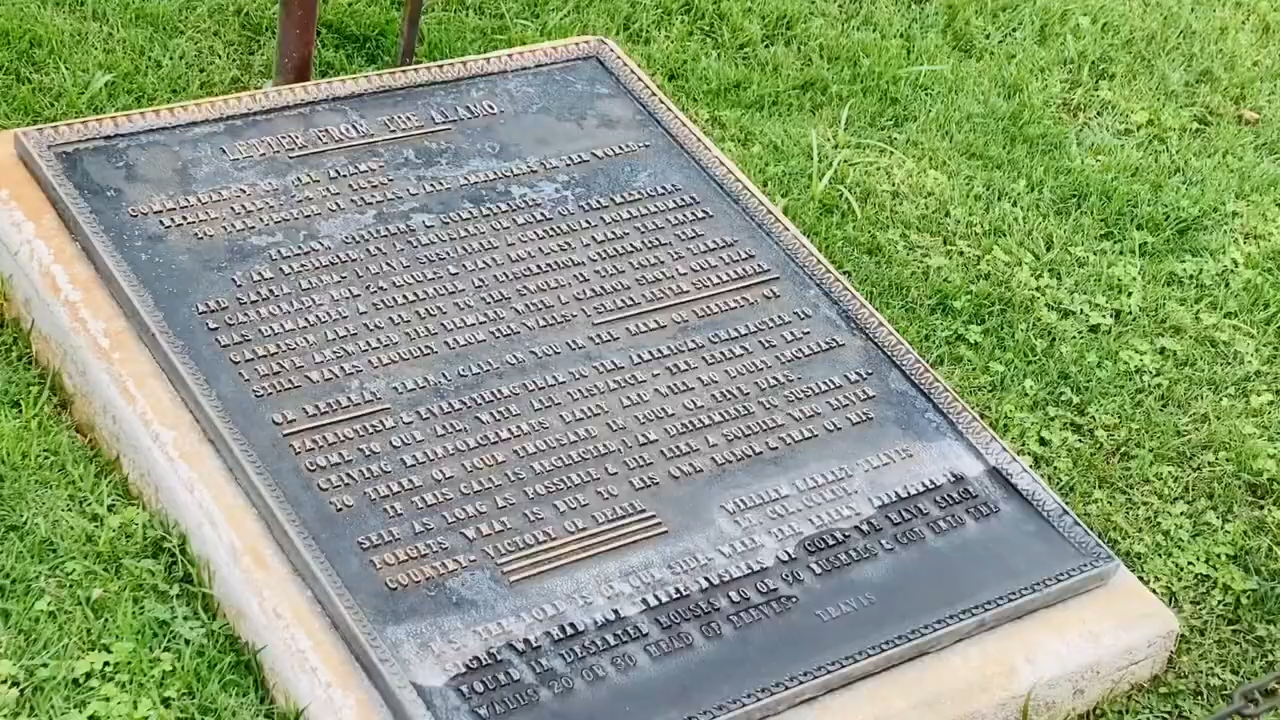 LETTER FROM THE ALAMO
COMMANDERY OF THE ALAMO-
BEXAR, FEBY. 24TH 1836-
TO THE PEOPLE OF TEXAS & ALL AMERICANS IN THE WORLD-
FELLOW CITIZENS & COMPATRIOTS-
I AM BESIEGED, BY A THOUSAND OR MORE OF THE MEXICANS
AND SANTA ANNA- I HAVE SUSTAINED A CONTINUAL BOMBARDMENT
& CANNONADE FOR 24 HOURS & HAVE NOT LOST A MAN- THE ENEMY
HAS DEMANDED A SURRENDER AT DISCRETION, OTHERWISE, THE
GARRISON ARE TO BE PUT TO THE SWORD, IF THE FORT IS TAKEN-
I HAVE ANSWERED THE DEMAND WITH A CANNON SHOT, & OUR FLAG
STILL WAVES PROUDLY FROM THE WALLS- I SHALL NEVER SURRENDER
OR RETREAT THEN, I CALL ON YOU IN THE NAME OF LIBERTY, OF
PATRIOTISM & EVERYTHING DEAR TO THE AMERICAN CHARACTER TO
COME TO OUR AID, WITH ALL DISPATCH- THE ENEMY IS RE-
CEIVING REINFORCEMENTS DAILY AND WILL NO DOUBT INCREASE
TO THREE OR FOUR THOUSAND IN FOUR OR FIVE DAYS.
IF THIS CALL IS NEGLECTED, I AM DETERMINED TO SUSTAIN MY-
SELF AS LONG AS POSSIBLE & DIE LIKE A SOLDIER WHO NEVER
FORGETS WHAT IS DUE TO HIS OWN HONOR & THAT OF HIS
COUNTRY- VICTORY OR DEATH
WILLIAM BARRET TRAVIS
LT. COL. COMDT.
P.S. THE LORD IS ON OUR SIDE- WHEN THE ENEMY APPEARED IN
SIGHT WE HAD NOT THREE BUSHELS OF CORN- WE HAVE SINCE
FOUND IN DESERTED HOUSES 80 OR 90 BUSHELS & GOT INTO THE
WALLS 20 OR 30 HEAD OF BEEVES.
TRAVIS